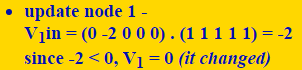 • update node 1 -
V₁in = (0 -2 0 0 0) . (1 1 1 1 1) = -2
since -2 < 0, V₁ = 0 (it changed)